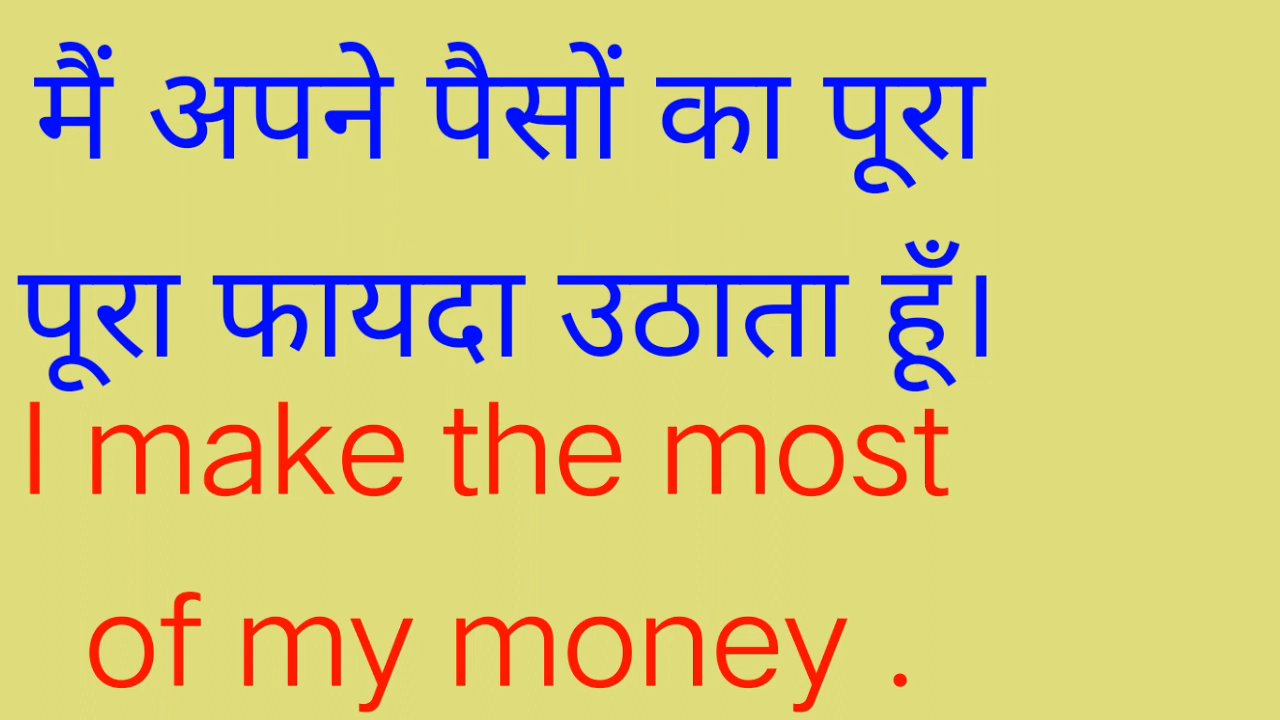 मैं अपने पैसों का पूरा
पूरा फायदा उठाता हूँ।
I make the most
of my money .